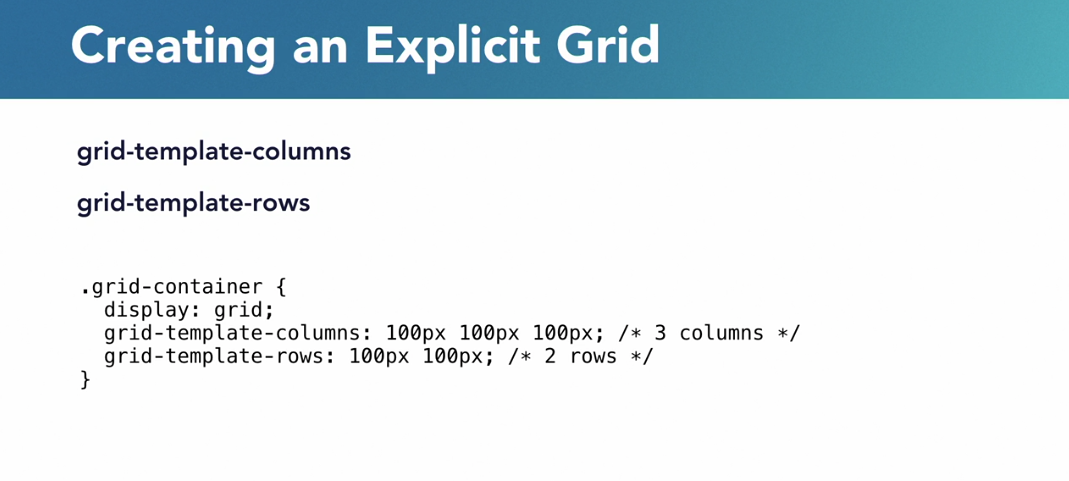 Creating an Explicit Grid
grid-template-columns
grid-template-rows
.grid-container {
  display: grid;
  grid-template-columns: 100px 100px 100px; /* 3 columns */
  grid-template-rows: 100px 100px; /* 2 rows */
}